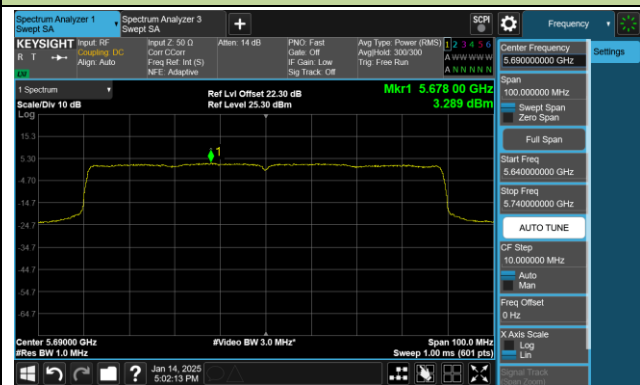 Spectrum Analyzer 1
Swept SA
Spectrum Analyzer 3
Swept SA
SCPI
Frequency
KEYSIGHT
R T
Input: RF
Coupling: DC
Align: Auto
Input Z: 50 Ω
Corr CCorr
Freq Ref: Int (S)
NFE: Adaptive
Atten: 14 dB
PNO: Fast
Gate: Off
IF Gain: Low
Sig Track: Off
Avg Type: Power (RMS)
Avg|Hold: 300/300
Trig: Free Run
1 2 3 4 5 6
A W W W W W
A N N N N N
1 Spectrum
Scale/Div 10 dB
Log
Ref Lvl Offset 22.30 dB
Ref Level 25.30 dBm
Mkr1 5.678 00 GHz
3.289 dBm
1
15.3
5.30
-4.70
-14.7
-24.7
-34.7
-44.7
-54.7
-64.7
Center 5.69000 GHz
#Res BW 1.0 MHz
#Video BW 3.0 MHz*
Span 100.0 MHz
Sweep 1.00 ms (601 pts)
Jan 14, 2025
5:02:13 PM
Center Frequency
5.690000000 GHz
Settings
Span
100.000000 MHz
Swept Span
Zero Span
Full Span
Start Freq
5.640000000 GHz
Stop Freq
5.740000000 GHz
AUTO TUNE
CF Step
10.000000 MHz
Auto
Man
Freq Offset
0 Hz
X Axis Scale
Log
Lin
Signal Track
(Span Zoom)